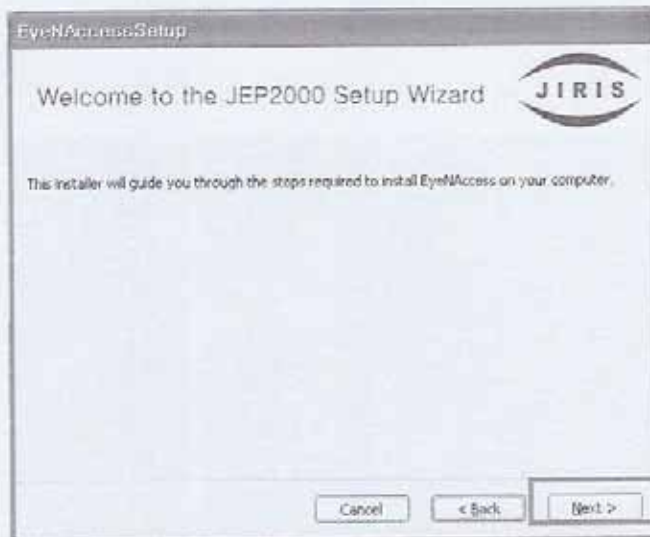 EyeNAccessSetup
Welcome to the JEP2000 Setup Wizard
JIRIS
This installer will guide you through the steps required to install EyeNAccess on your computer.
Cancel
< Back
Next >